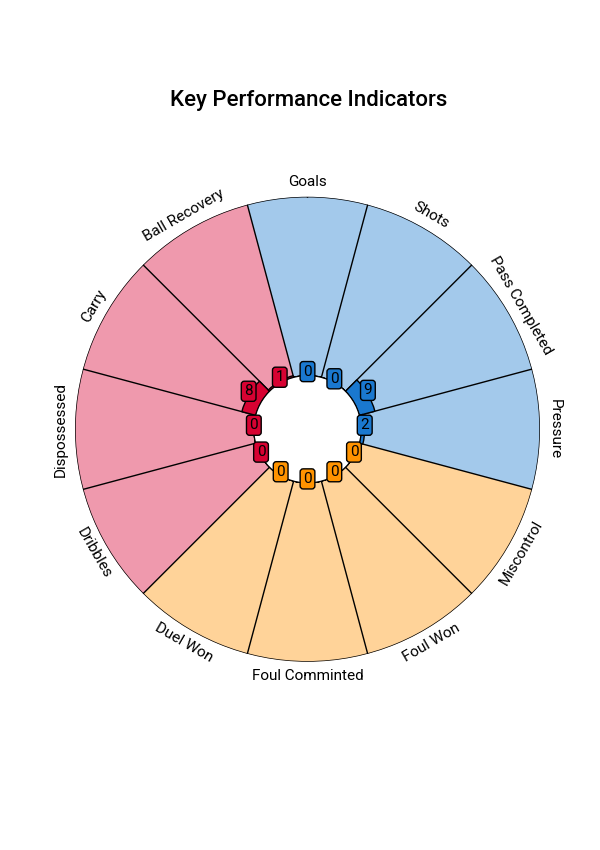 Key Performance Indicators
Goals
Shots
Pass Completed
Pressure
Miscontrol
Foul Won
Foul Comminted
Duel Won
Dribbles
Dispossessed
Carry
Ball Recovery
0
0
9
2
0
0
0
0
0
0
8
1